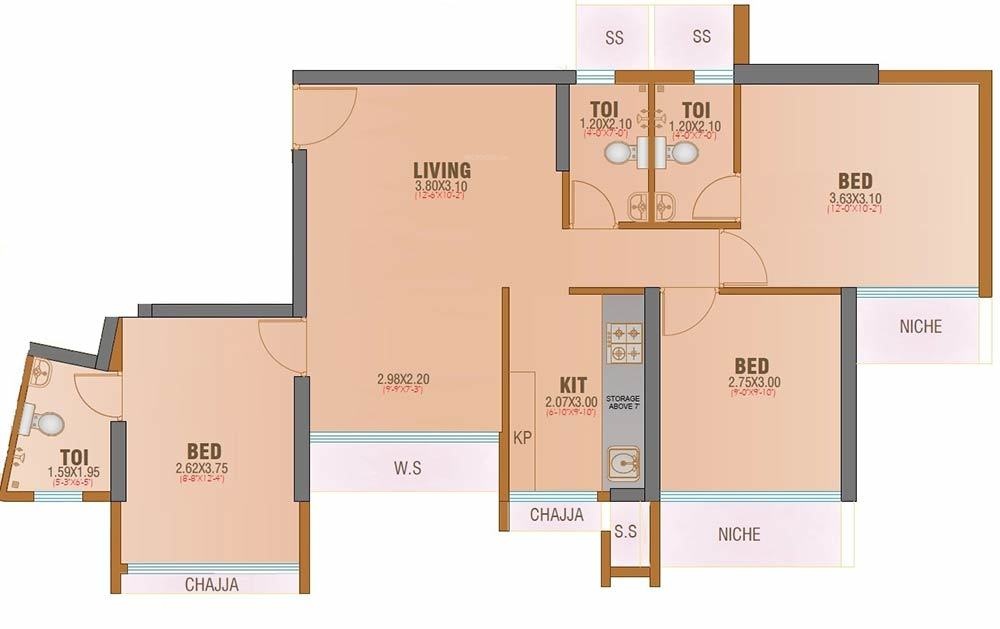 SS
SS
TOI
1.20X2.10
(4'-0"X7'-0")
TOI
1.20X2.10
(4'-0"X7'-0")
LIVING
3.80X3.10
(12'-6"X10'-2")
BED
3.63X3.10
(12'-0"X10'-2")
NICHE
2.98X2.20
(9'-9"X7'-3")
KIT
2.07X3.00
(6'-10"X9'-10")
STORAGE
ABOVE 7'
BED
2.75X3.00
(9'-0"X9'-10")
KP
TOI
1.59X1.95
(5'-3"X6'-5")
BED
2.62X3.75
(8'-8"X12'-4")
W.S
CHAJJA
S.S
NICHE
CHAJJA